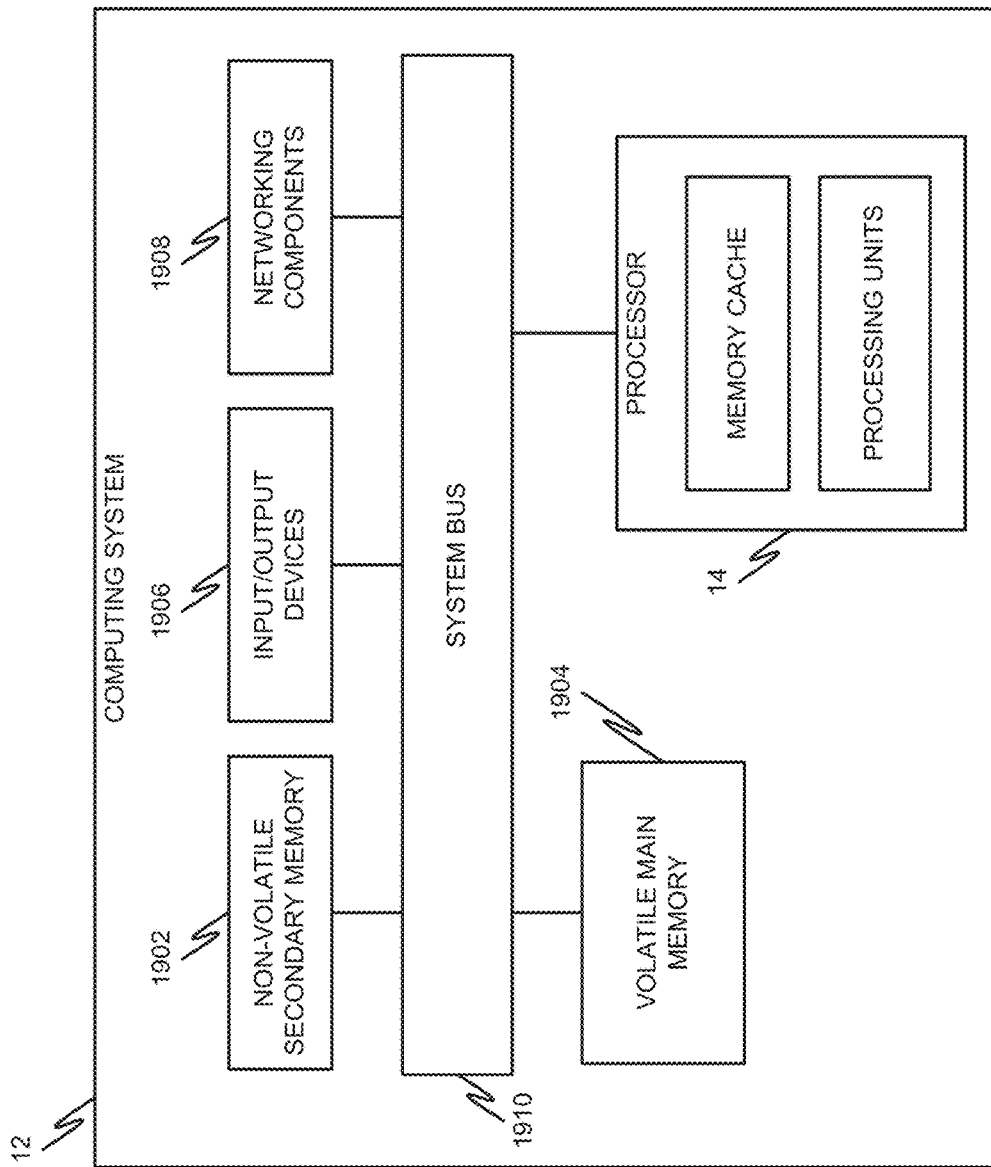 12
COMPUTING SYSTEM
1902
1906
1908
NON-VOLATILE
SECONDARY MEMORY
INPUT/OUTPUT
DEVICES
NETWORKING
COMPONENTS
SYSTEM BUS
1910
1904
VOLATILE MAIN
MEMORY
14
PROCESSOR
MEMORY CACHE
PROCESSING UNITS